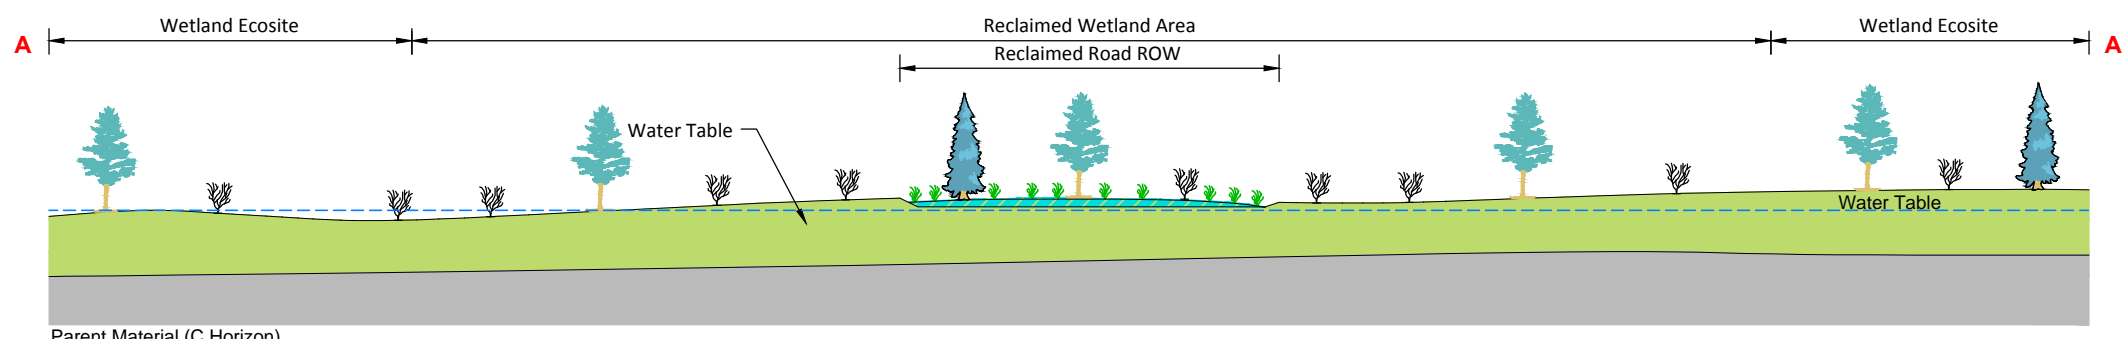 Wetland Ecosite
Reclaimed Wetland Area
Wetland Ecosite
A
A
Reclaimed Road ROW
Water Table
Water Table
Parent Material (C Horizon)